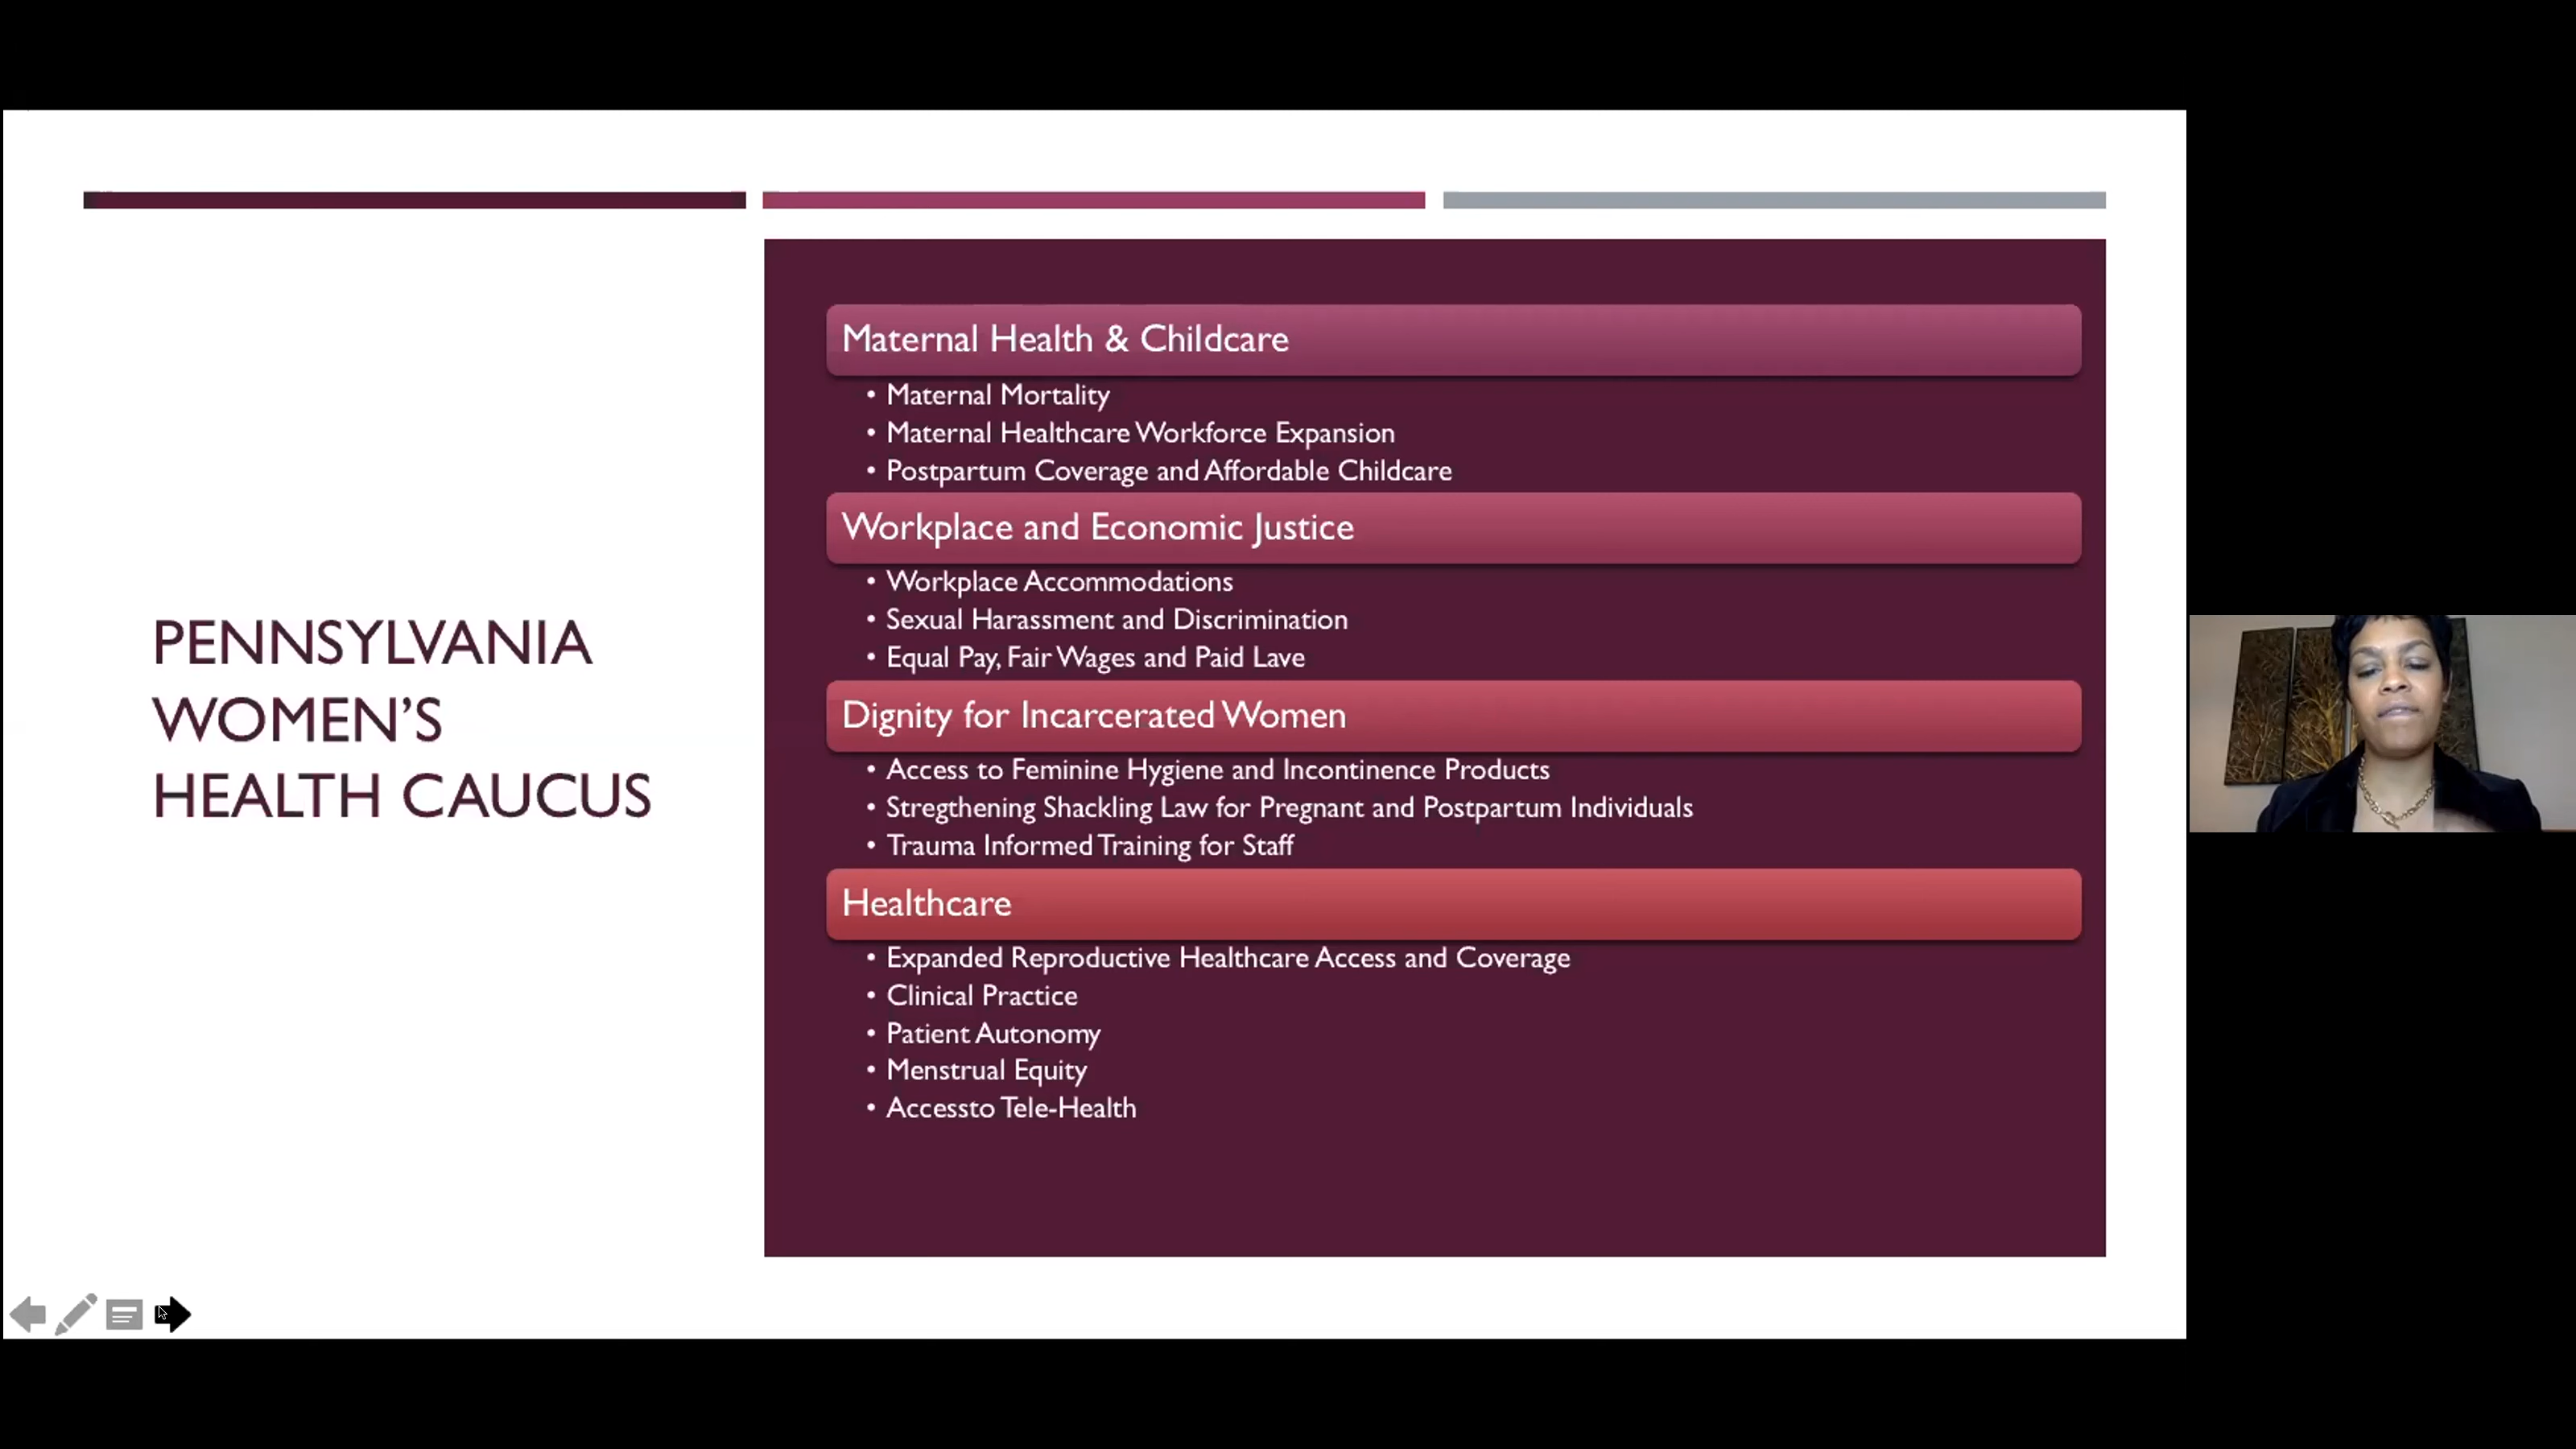 PENNSYLVANIA
WOMEN'S
HEALTH CAUCUS
Maternal Health & Childcare
• Maternal Mortality
• Maternal Healthcare Workforce Expansion
• Postpartum Coverage and Affordable Childcare
Workplace and Economic Justice
• Workplace Accommodations
• Sexual Harassment and Discrimination
• Equal Pay, Fair Wages and Paid Lave
Dignity for Incarcerated Women
• Access to Feminine Hygiene and Incontinence Products
• Stregthening Shackling Law for Pregnant and Postpartum Individuals
• Trauma Informed Training for Staff
Healthcare
• Expanded Reproductive Healthcare Access and Coverage
• Clinical Practice
• Patient Autonomy
• Menstrual Equity
• Accessto Tele-Health